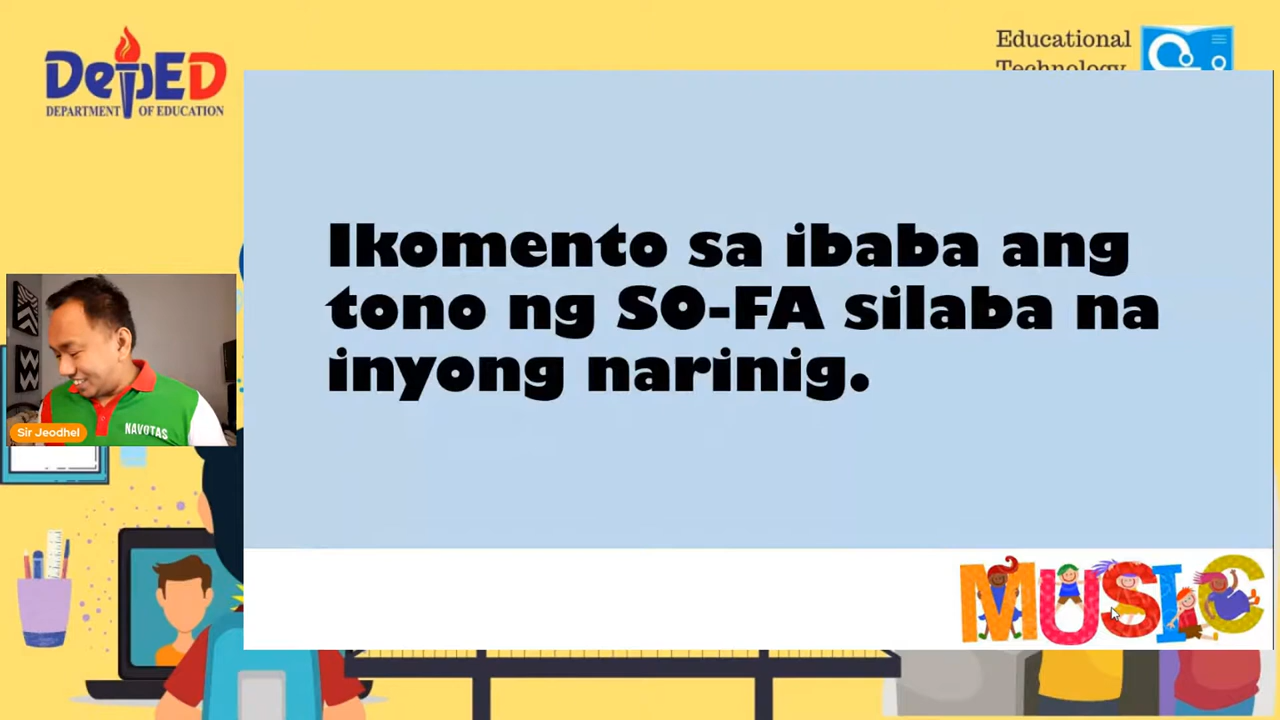 DepED
DEPARTMENT OF EDUCATION
Educational
Technology
Ikomento sa ibaba ang
tono ng SO-FA silaba na
inyong narinig.
NAVOTAS
Sir Jeodhel
MUSIC